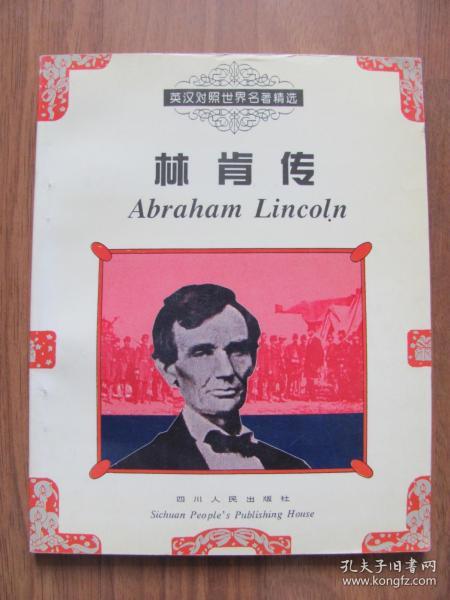 英汉对照世界名著精选
林肯传
Abraham Lincoln
四川人民出版社
Sichuan People's Publishing House
孔夫子旧书网
www.kongfz.com